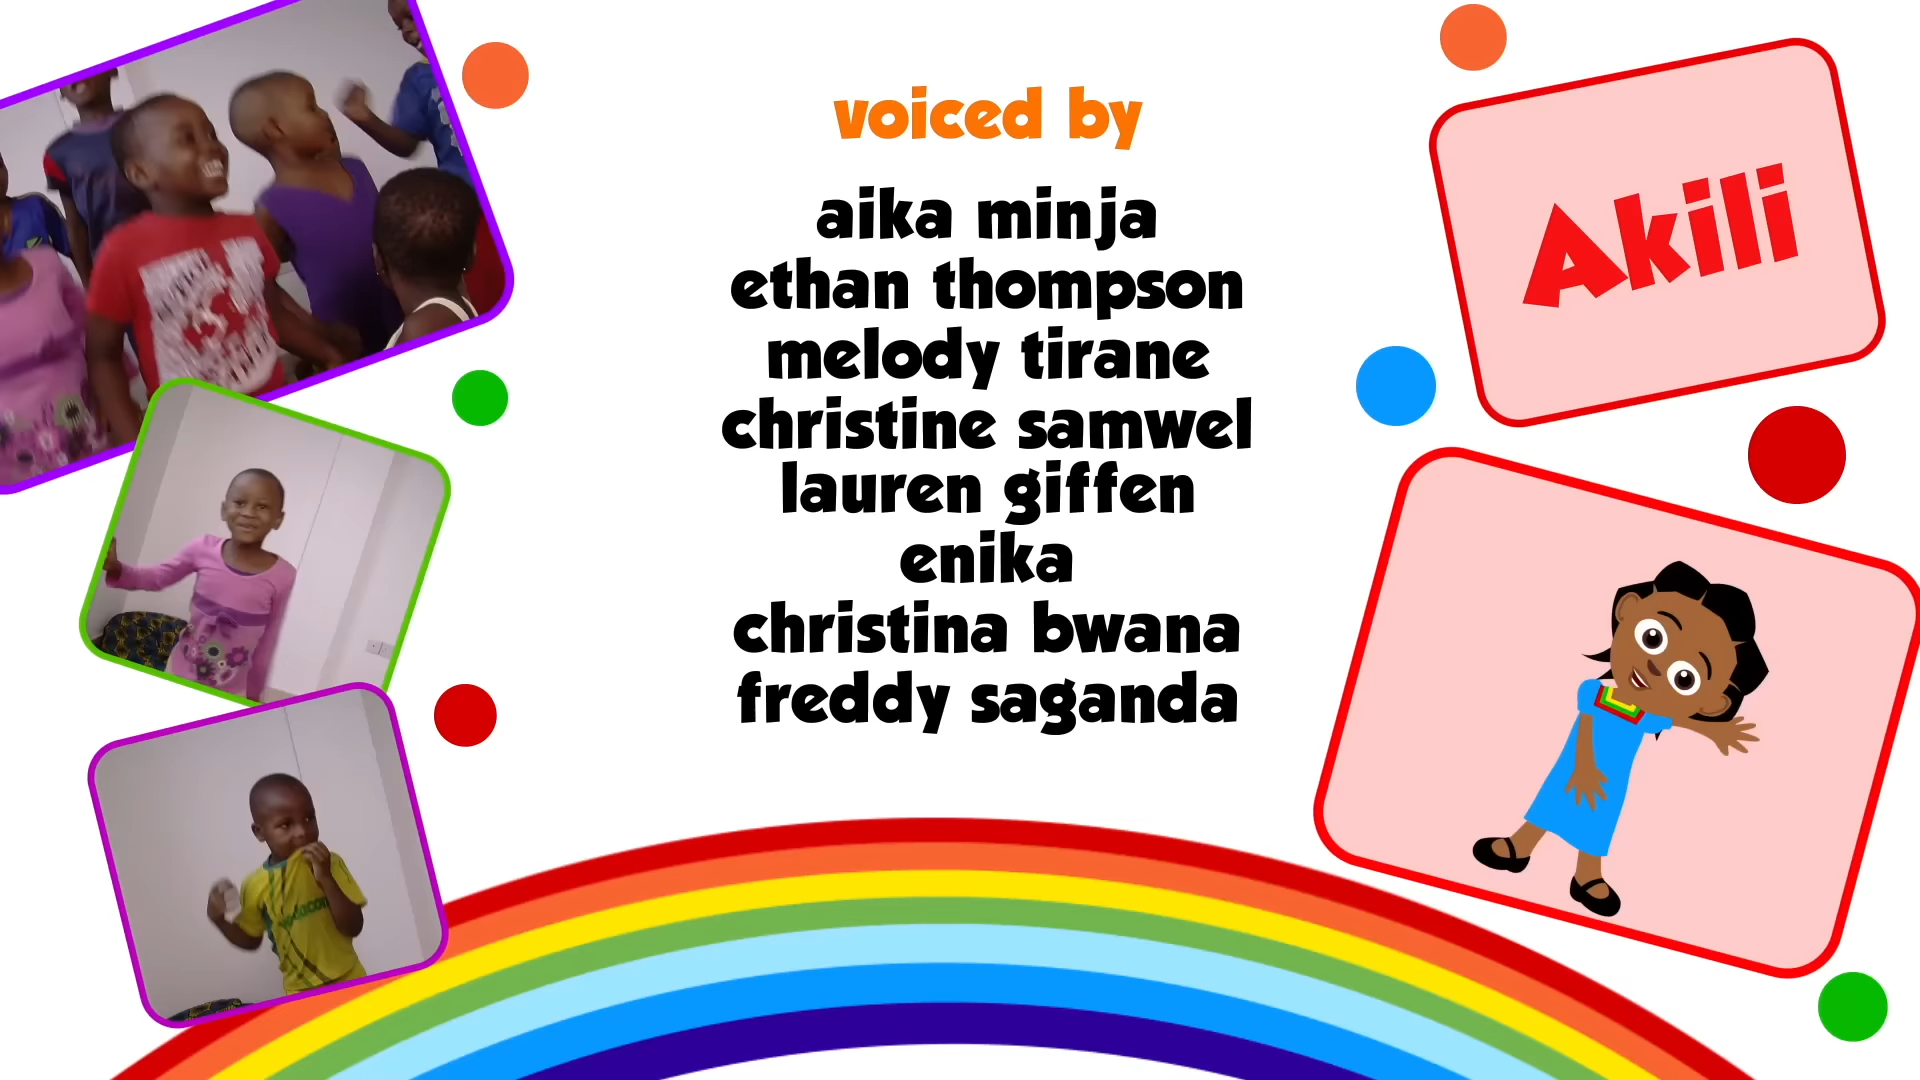 voiced by
aika minja
ethan thompson
melody tirane
christine samwel
lauren giffen
enika
christina bwana
freddy saganda
Akili